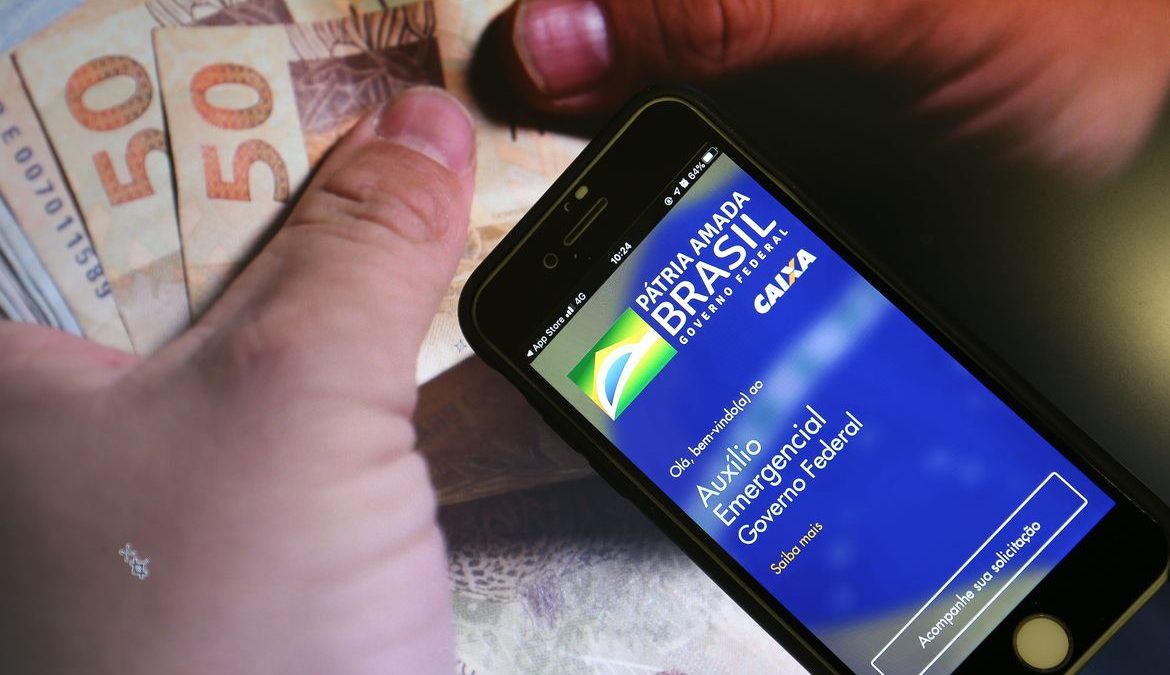 50
50
E007011589
App Store 4G
10:24
64%
PÁTRIA AMADA
BRASIL
GOVERNO FEDERAL
CAIXA
Olá, bem-vindo(a) ao
Auxílio
Emergencial
Governo Federal
Saiba mais
Acompanhe sua solicitação